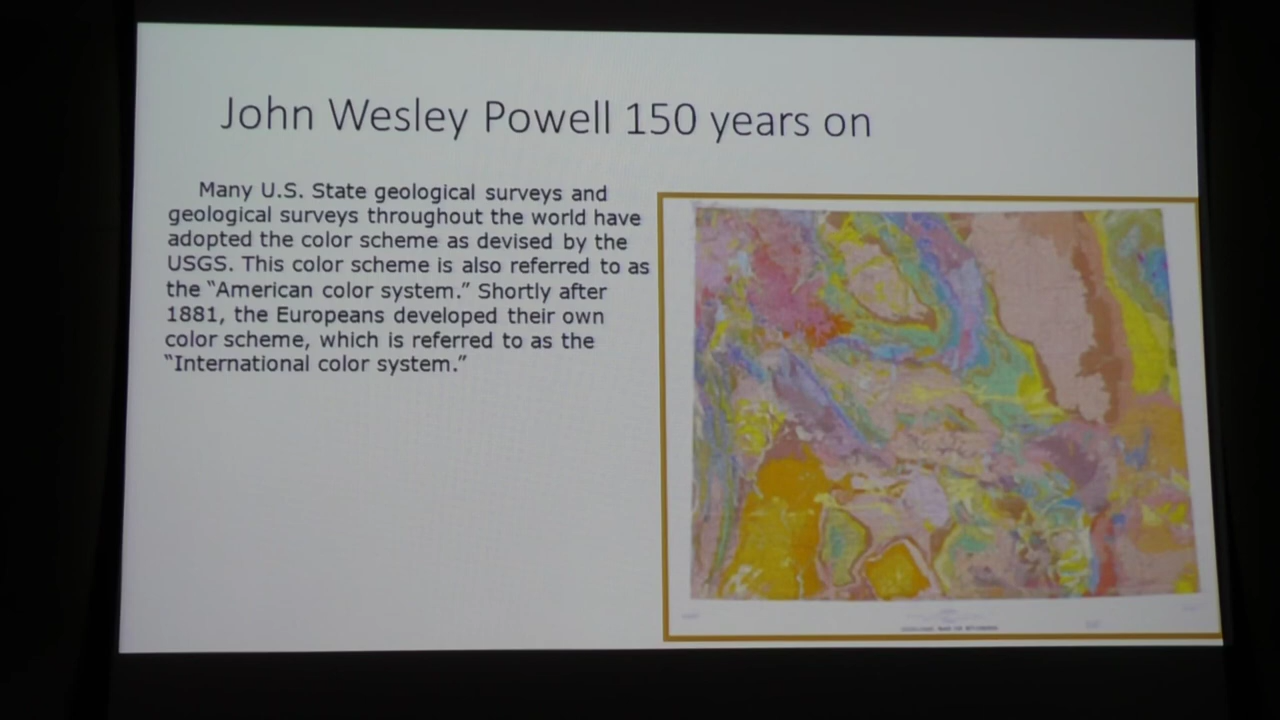 John Wesley Powell 150 years on
Many U.S. State geological surveys and
geological surveys throughout the world have
adopted the color scheme as devised by the
USGS. This color scheme is also referred to as
the “American color system.” Shortly after
1881, the Europeans developed their own
color scheme, which is referred to as the
“International color system.”